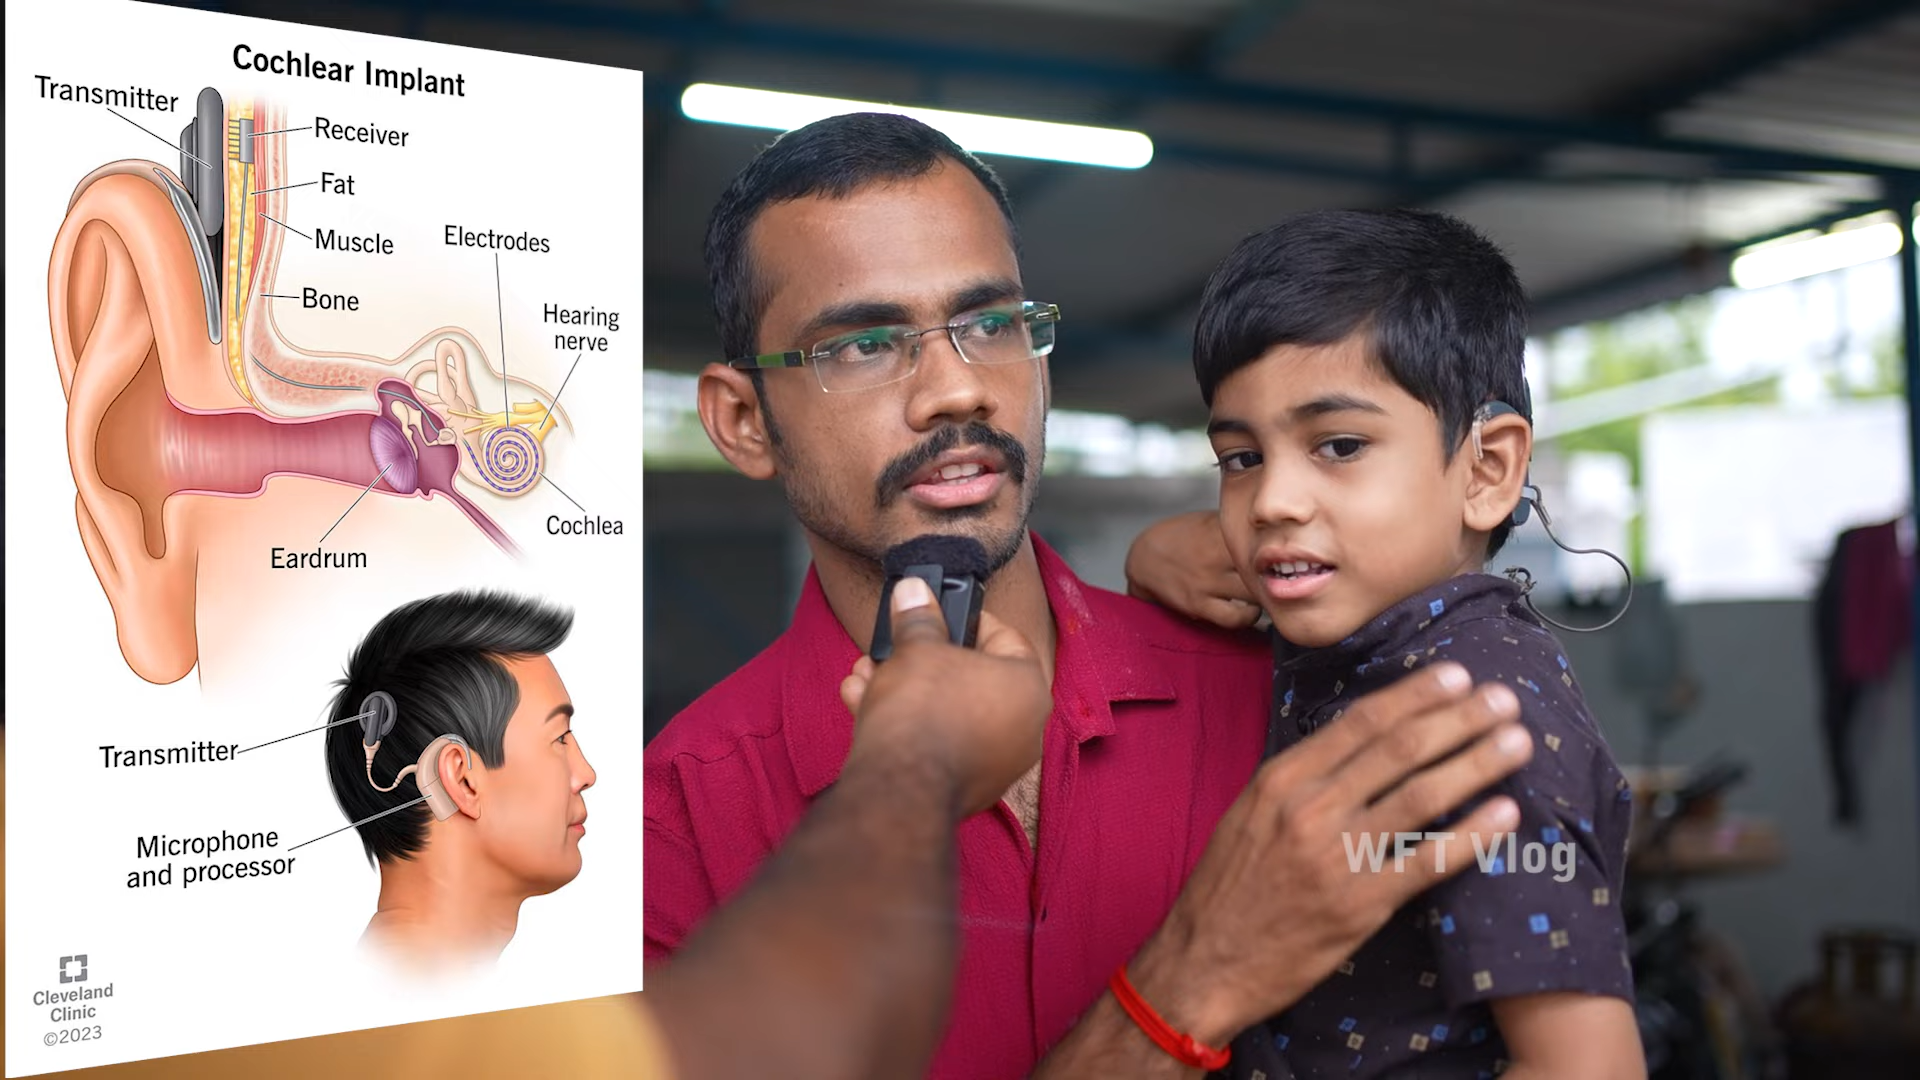 Cochlear Implant
Transmitter
Receiver
Fat
Muscle
Electrodes
Bone
Hearing
nerve
Cochlea
Eardrum
Transmitter
Microphone
and processor
Cleveland
Clinic
©2023
WFT Vlog